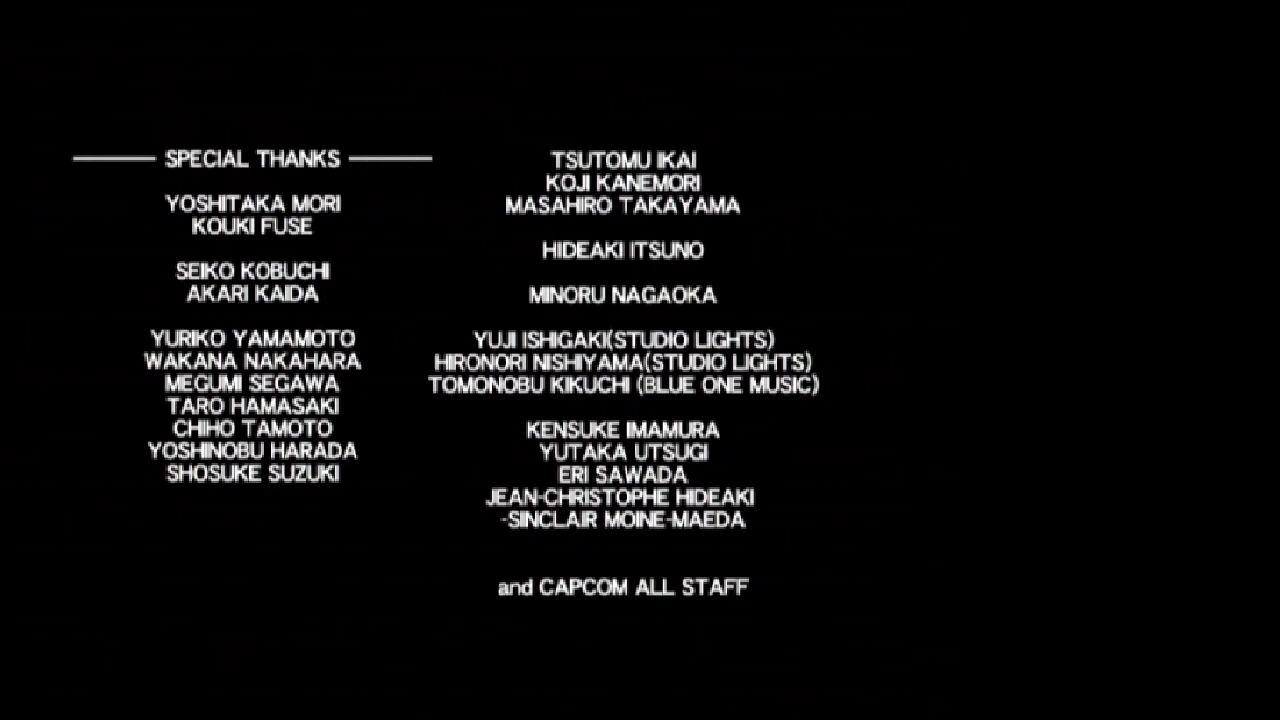 SPECIAL THANKS
YOSHITAKA MORI
KOUKI FUSE
SEIKO KOBUCHI
AKARI KAIDA
YURIKO YAMAMOTO
WAKANA NAKAHARA
MEGUMI SEGAWA
TARO HAMASAKI
CHIHO TAMOTO
YOSHINOBU HARADA
SHOSUKE SUZUKI
TSUTOMU IKAI
KOJI KANEMORI
MASAHIRO TAKAYAMA
HIDEAKI ITSUNO
MINORU NAGAOKA
YUJI ISHIGAKI(STUDIO LIGHTS)
HIRONORI NISHIYAMA(STUDIO LIGHTS)
TOMONOBU KIKUCHI (BLUE ONE MUSIC)
KENSUKE IMAMURA
YUTAKA UTSUGI
ERI SAWADA
JEAN-CHRISTOPHE HIDEAKI
-SINCLAIR MOINE-MAEDA
and CAPCOM ALL STAFF